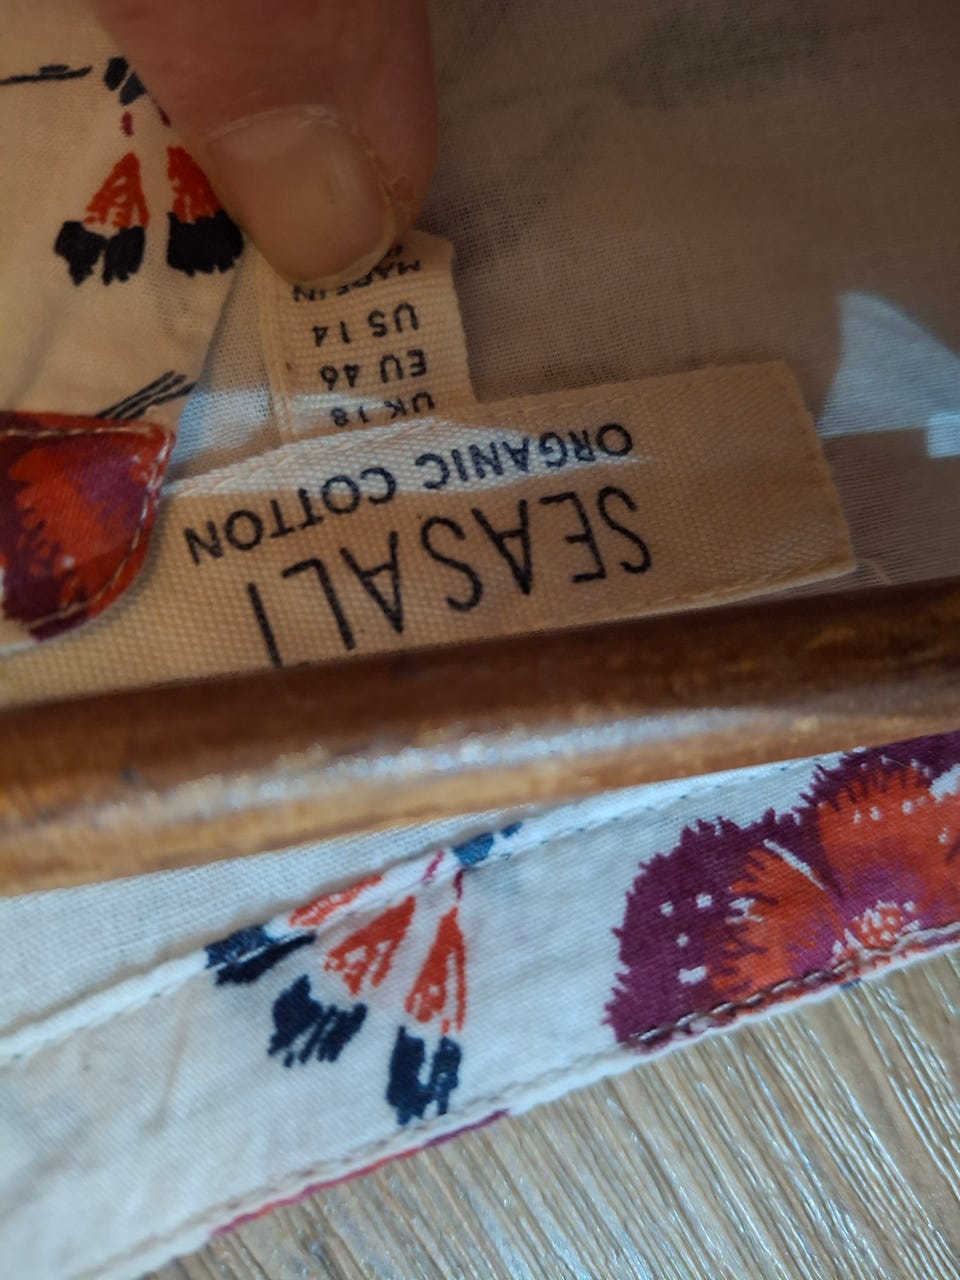 SEASALT
ORGANIC COTTON
UK 18
EU 46
US 14
MADE IN